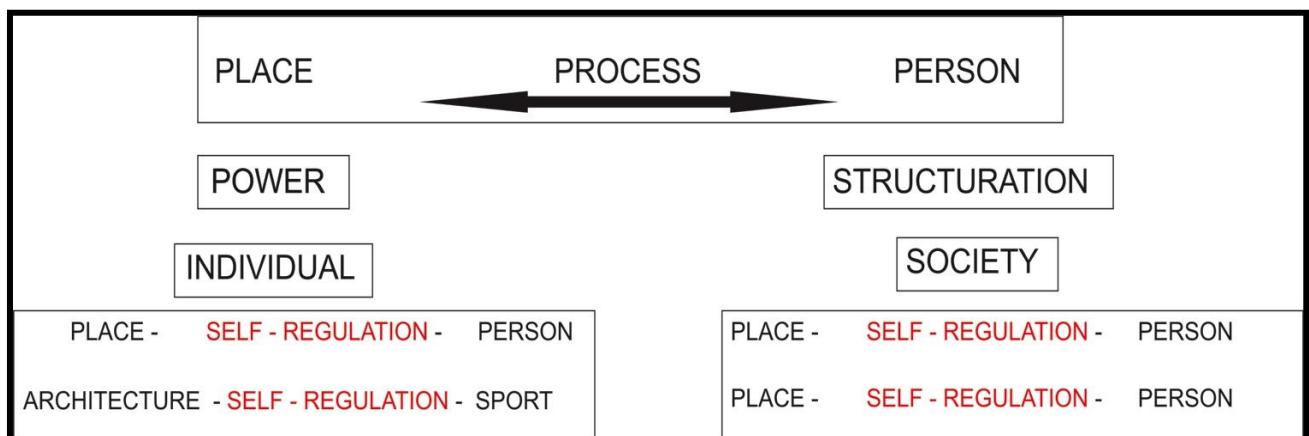 PLACE PROCESS PERSON
POWER STRUCTURATION
INDIVIDUAL SOCIETY
PLACE - SELF - REGULATION - PERSON PLACE - SELF - REGULATION - PERSON
ARCHITECTURE - SELF - REGULATION - SPORT PLACE - SELF - REGULATION - PERSON